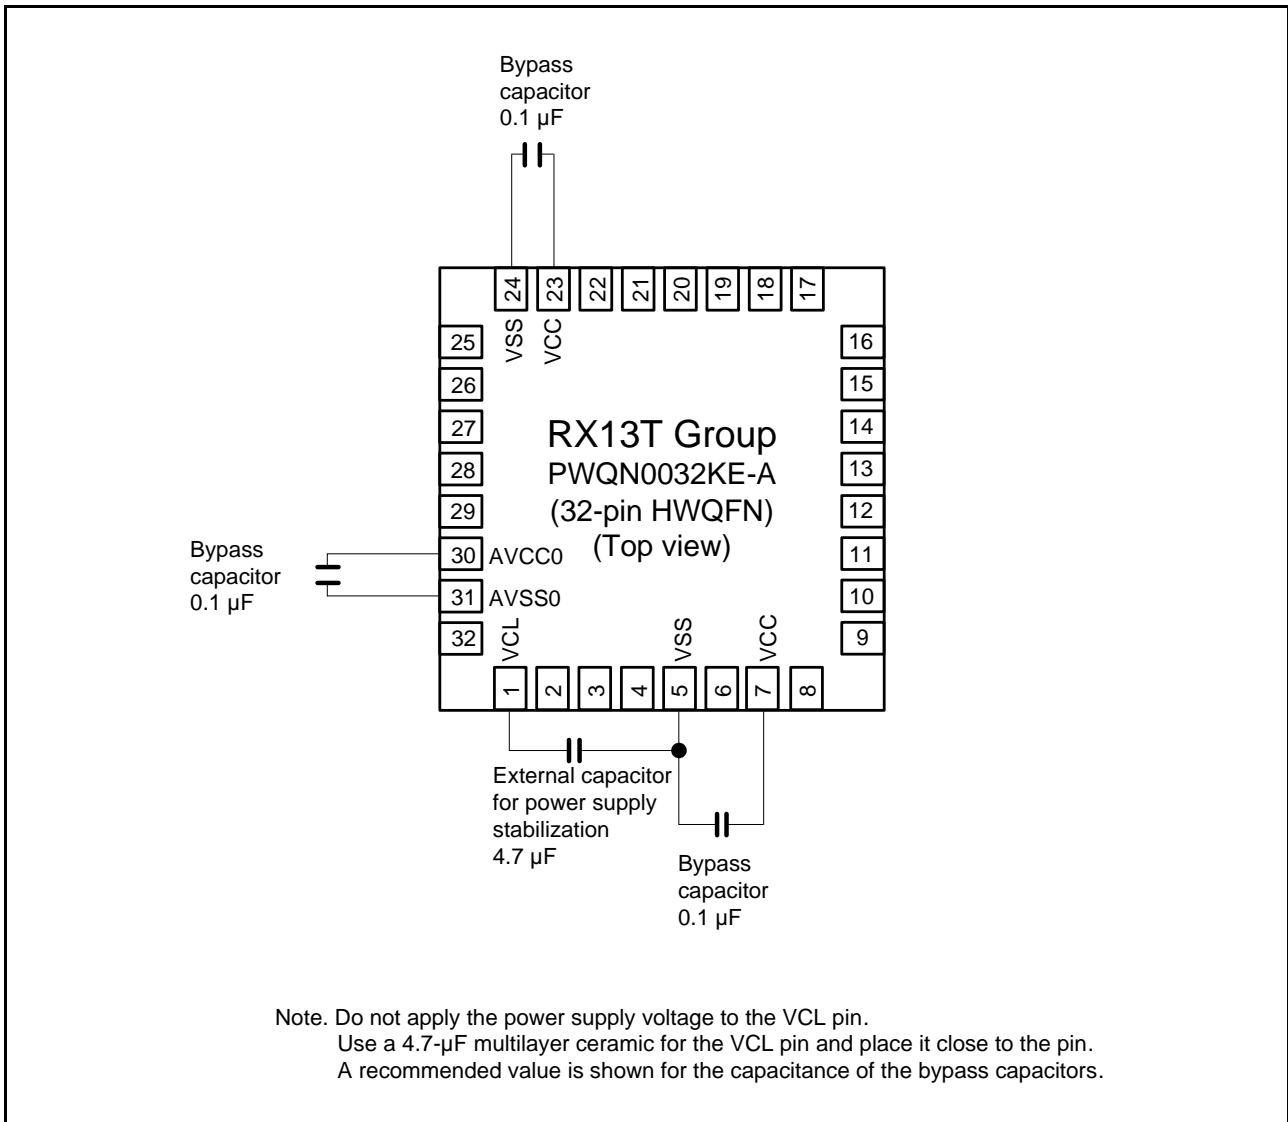 Bypass
capacitor
0.1 µF
24
23
22
21
20
19
18
17
VSS
VCC
25
26
27
28
29
30
31
32
16
15
14
13
12
11
10
9
RX13T Group
PWQN0032KE-A
(32-pin HWQFN)
(Top view)
Bypass
capacitor
0.1 µF
AVCC0
AVSS0
VCL
VSS
VCC
1
2
3
4
5
6
7
8
External capacitor
for power supply
stabilization
4.7 µF
Bypass
capacitor
0.1 µF
Note. Do not apply the power supply voltage to the VCL pin.
Use a 4.7-µF multilayer ceramic for the VCL pin and place it close to the pin.
A recommended value is shown for the capacitance of the bypass capacitors.